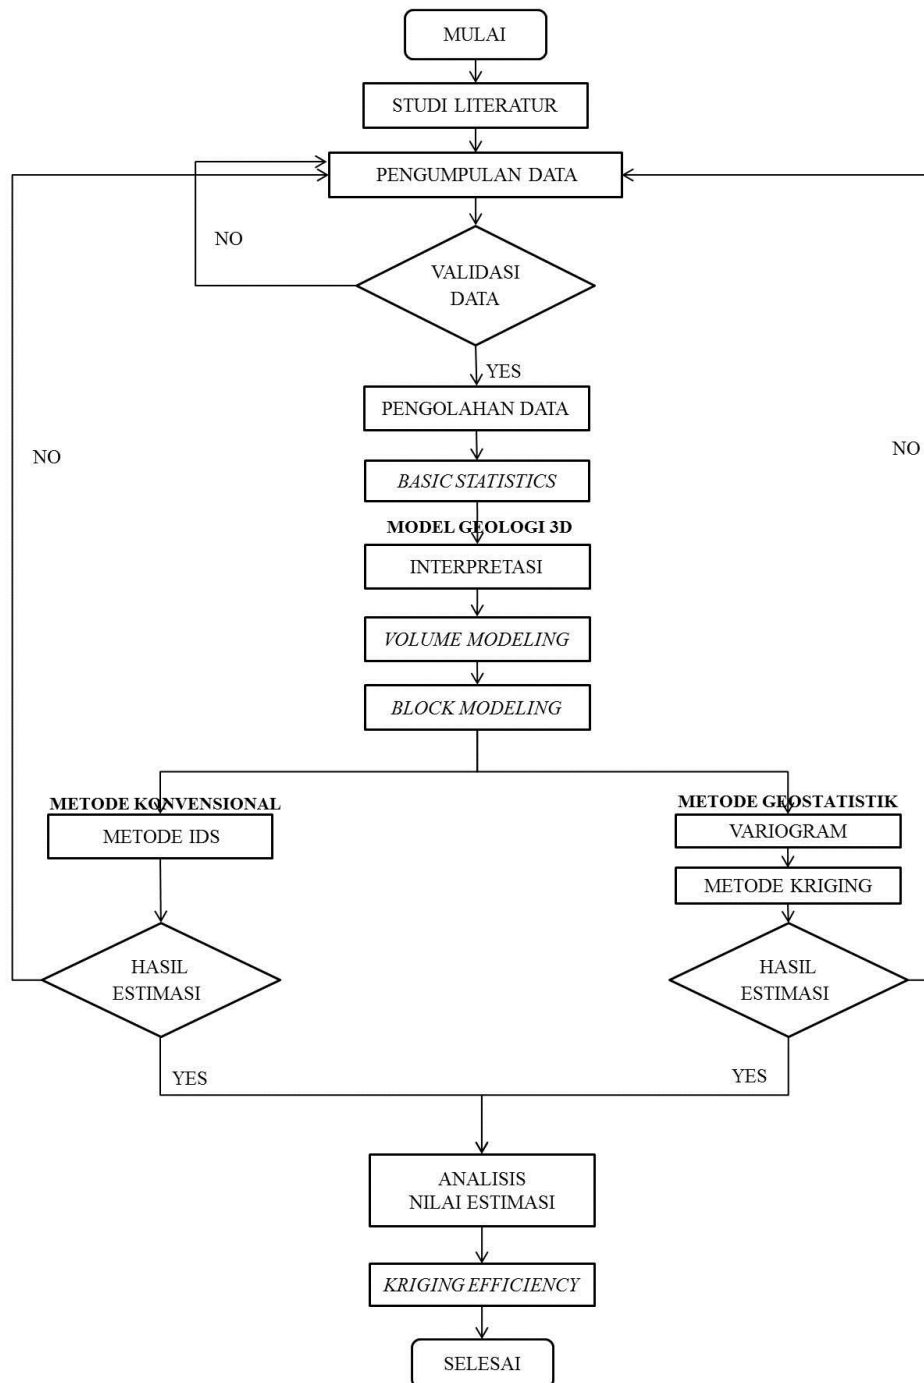 MULAI
STUDI LITERATUR
PENGUMPULAN DATA
NO
VALIDASI
DATA
YES
PENGOLAHAN DATA
NO
NO
BASIC STATISTICS
MODEL GEOLOGI 3D
INTERPRETASI
VOLUME MODELING
BLOCK MODELING
METODE KONVENSIONAL
METODE IDS
HASIL
ESTIMASI
YES
METODE GEOSTATISTIK
VARIOGRAM
METODE KRIGING
HASIL
ESTIMASI
YES
ANALISIS
NILAI ESTIMASI
KRIGING EFFICIENCY
SELESAI